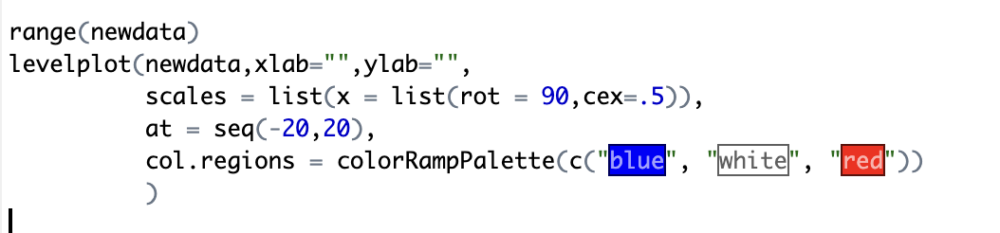 range(newdata)
levelplot(newdata,xlab="",ylab="",
          scales = list(x = list(rot = 90,cex=.5)),
          at = seq(-20,20),
          col.regions = colorRampPalette(c("blue", "white", "red"))
          )